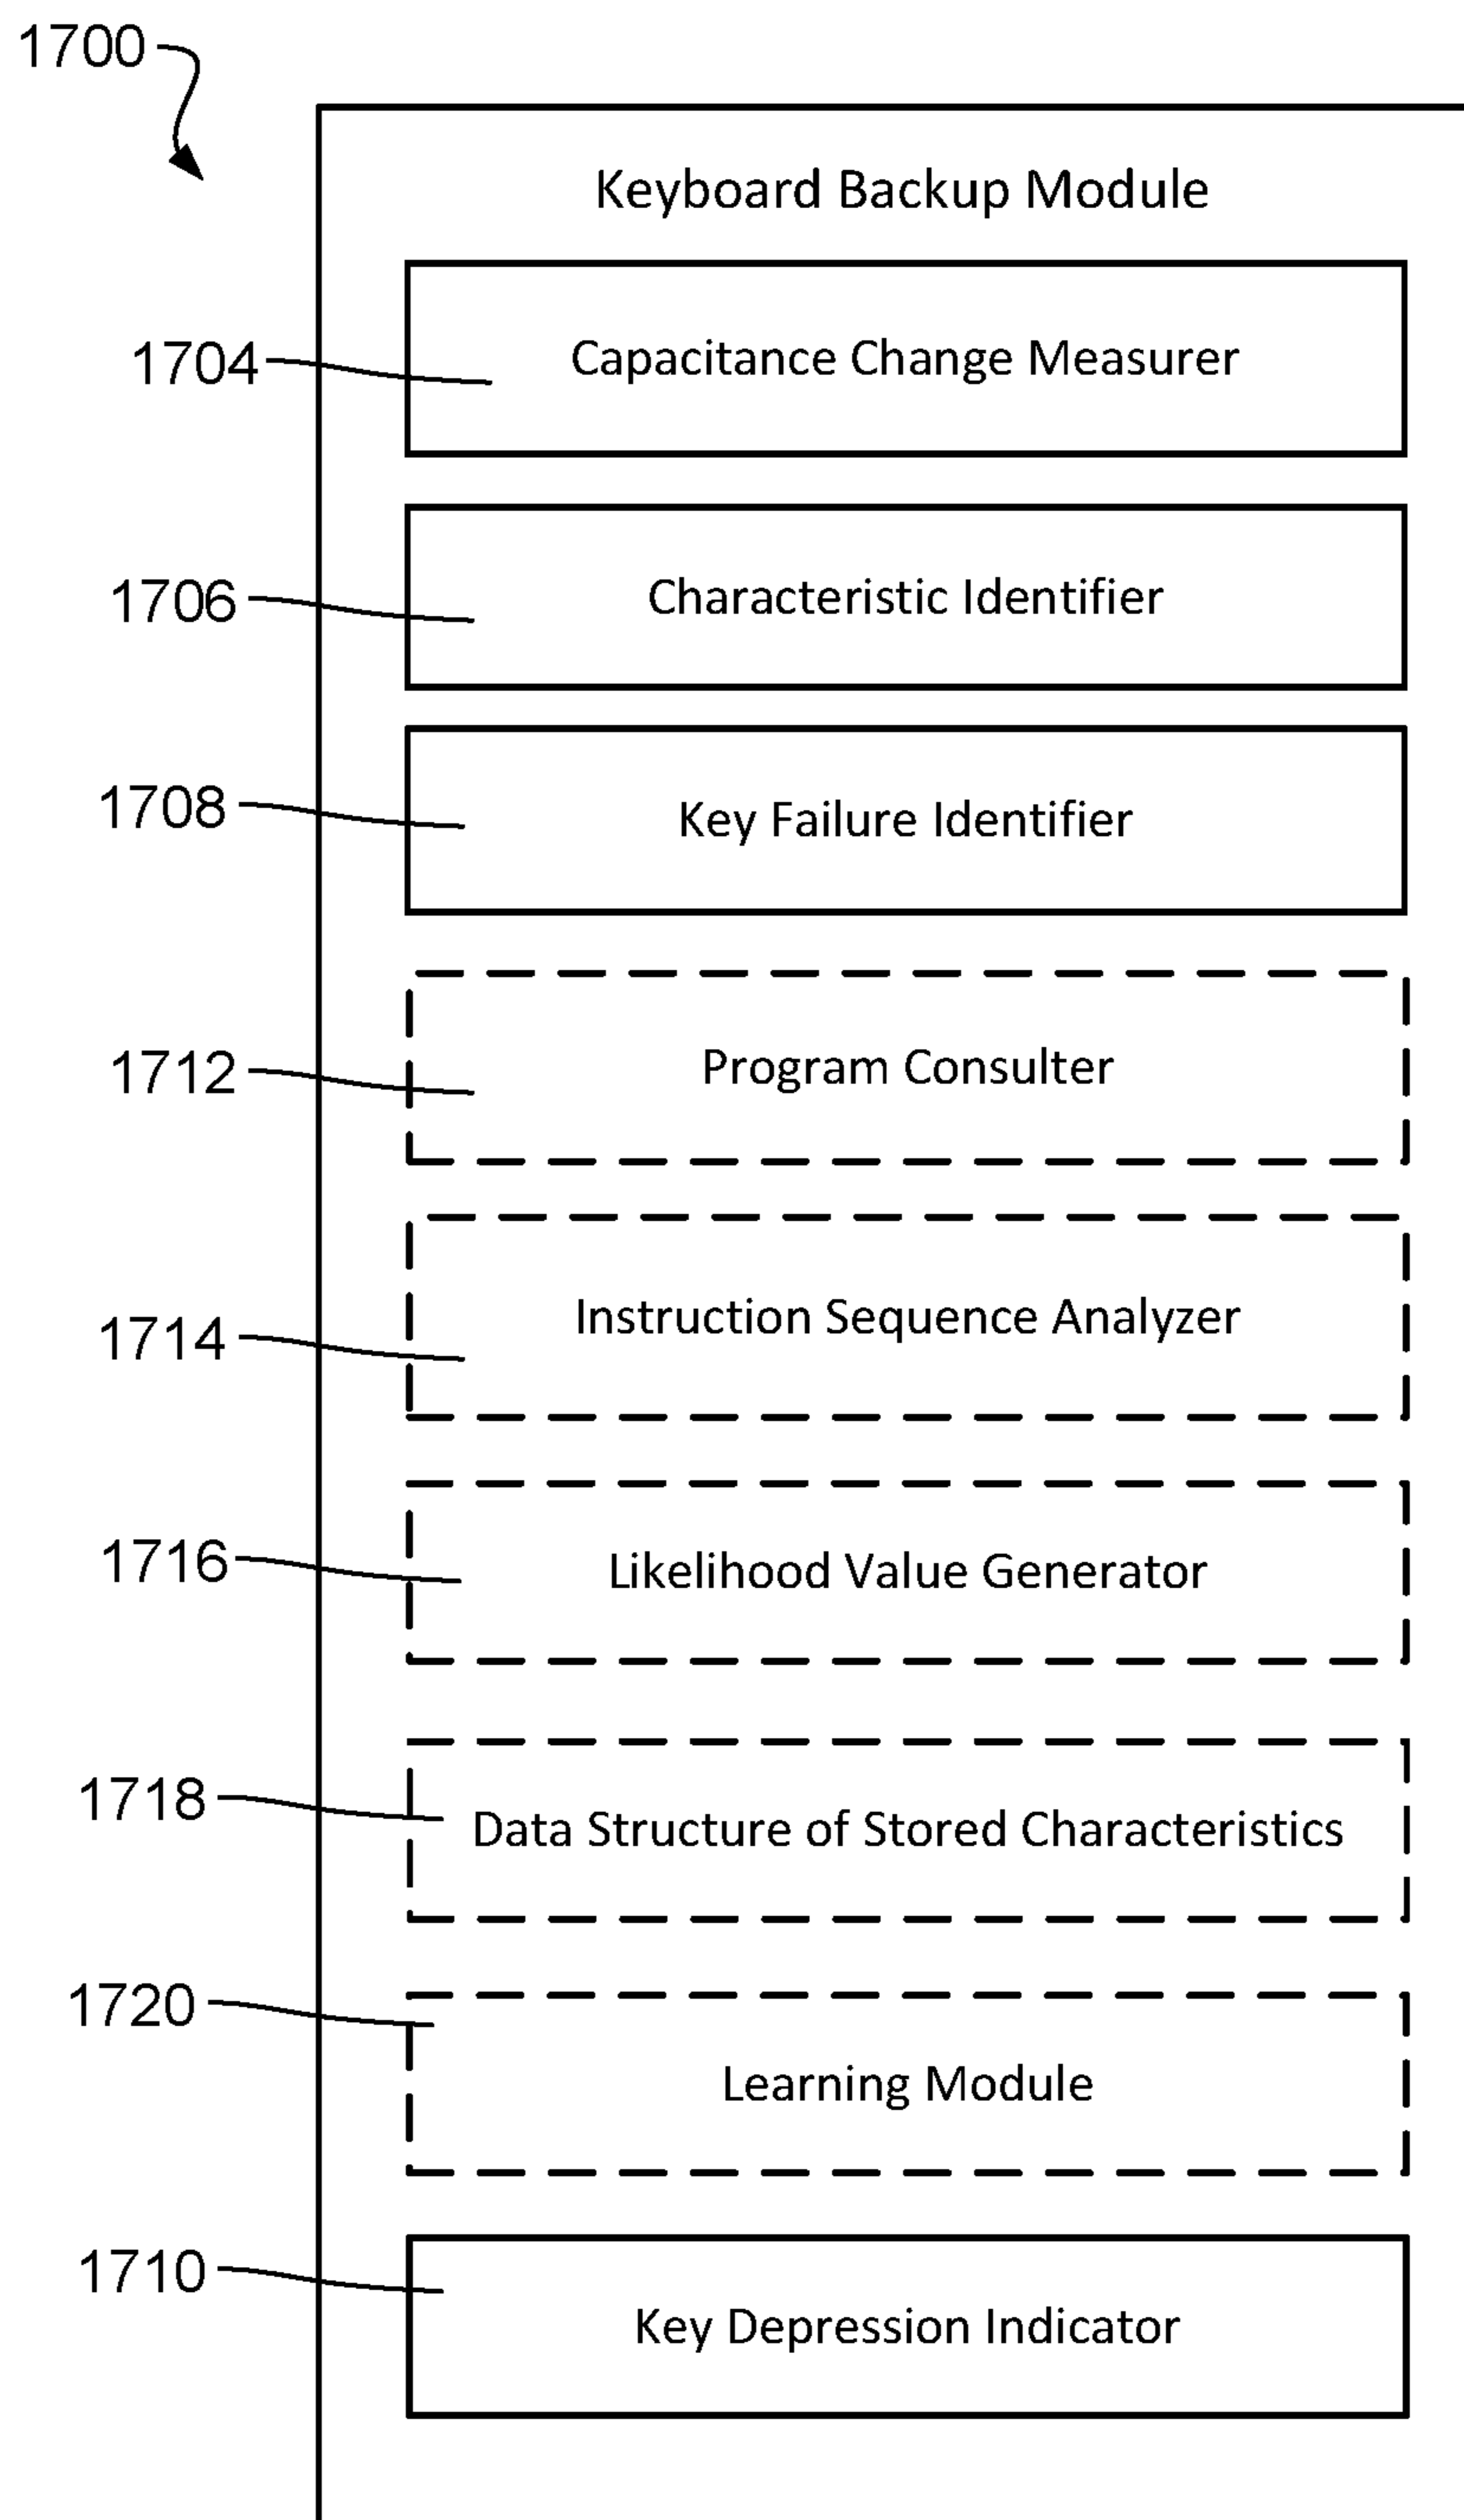 1700
Keyboard Backup Module
1704
Capacitance Change Measurer
1706
Characteristic Identifier
1708
Key Failure Identifier
1712
Program Consulter
1714
Instruction Sequence Analyzer
1716
Likelihood Value Generator
1718
Data Structure of Stored Characteristics
1720
Learning Module
1710
Key Depression Indicator